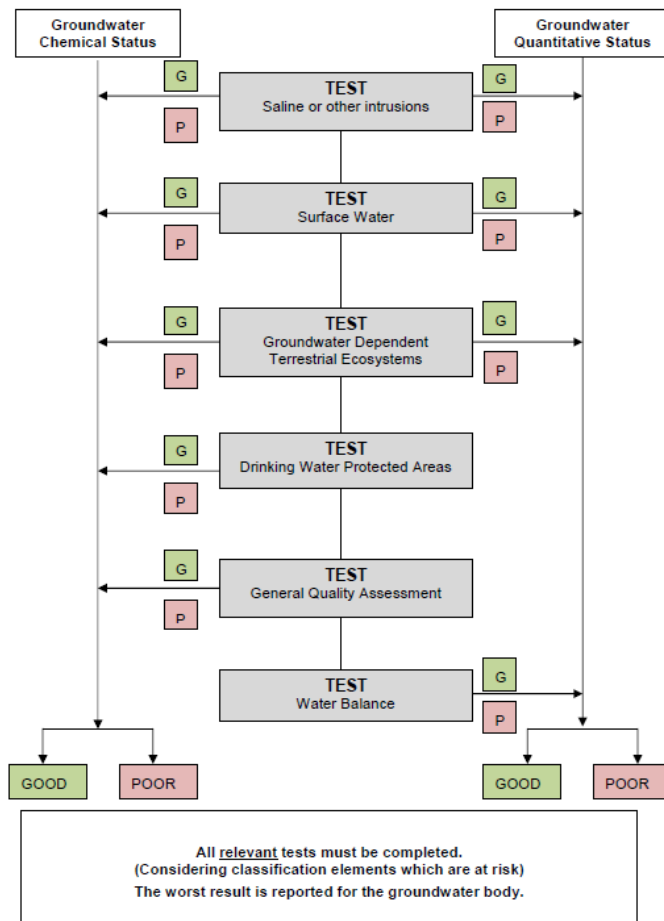 Groundwater
Chemical Status
Groundwater
Quantitative Status
G
P
TEST
Saline or other intrusions
G
P
G
P
TEST
Surface Water
G
P
G
P
TEST
Groundwater Dependent
Terrestrial Ecosystems
G
P
G
P
TEST
Drinking Water Protected Areas
G
P
TEST
General Quality Assessment
TEST
Water Balance
G
P
GOOD
POOR
GOOD
POOR
All relevant tests must be completed.
(Considering classification elements which are at risk)
The worst result is reported for the groundwater body.